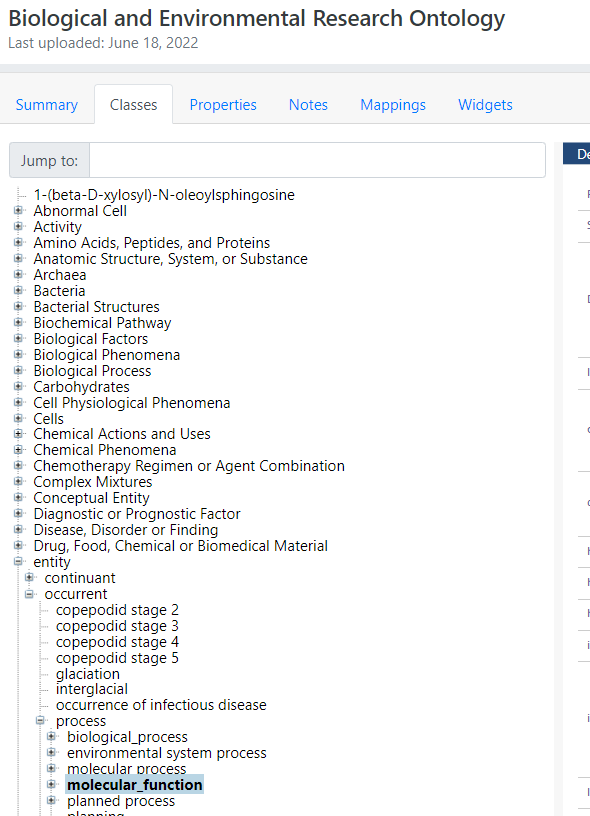 Biological and Environmental Research Ontology
Last uploaded: June 18, 2022
Summary Classes Properties Notes Mappings Widgets
Jump to:
1-(beta-D-xylosyl)-N-oleoylsphingosine
Abnormal Cell
Activity
Amino Acids, Peptides, and Proteins
Anatomic Structure, System, or Substance
Archaea
Bacteria
Bacterial Structures
Biochemical Pathway
Biological Factors
Biological Phenomena
Biological Process
Carbohydrates
Cell Physiological Phenomena
Cells
Chemical Actions and Uses
Chemical Phenomena
Chemotherapy Regimen or Agent Combination
Complex Mixtures
Conceptual Entity
Diagnostic or Prognostic Factor
Disease, Disorder or Finding
Drug, Food, Chemical or Biomedical Material
entity
continuant
occurrent
copepodid stage 2
copepodid stage 3
copepodid stage 4
copepodid stage 5
glaciation
interglacial
occurrence of infectious disease
process
biological_process
environmental system process
molecular process
molecular_function
planned process